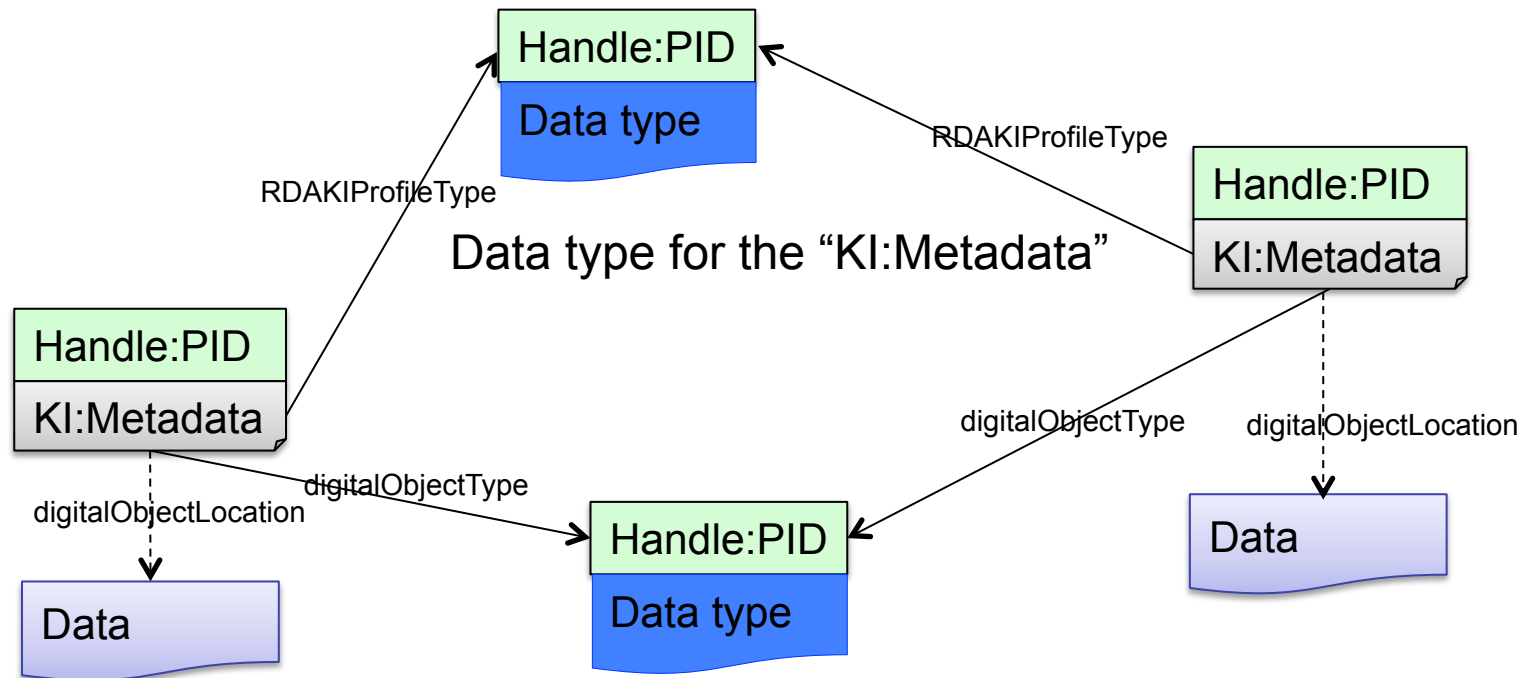 Handle:PID
Data type
RDAKIProfileType
RDAKIProfileType
Handle:PID
KI:Metadata
Data type for the “KI:Metadata”
Handle:PID
KI:Metadata
digitalObjectType
digitalObjectLocation
digitalObjectType
digitalObjectLocation
Handle:PID
Data type
Data
Data